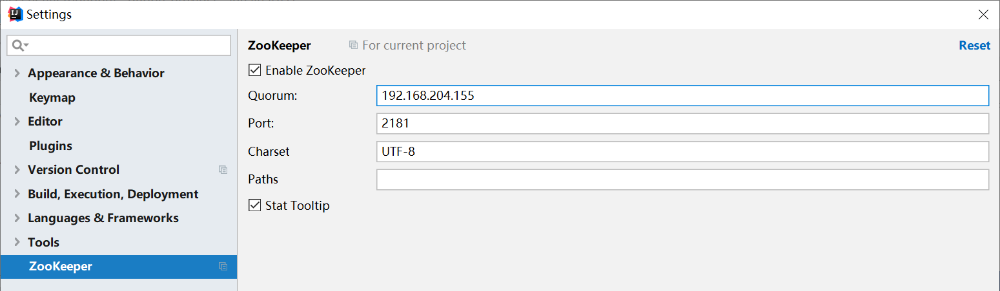 Settings
Appearance & Behavior
Keymap
Editor
Plugins
Version Control
Build, Execution, Deployment
Languages & Frameworks
Tools
ZooKeeper
ZooKeeper For current project Reset
Enable ZooKeeper
Quorum: 192.168.204.155
Port: 2181
Charset UTF-8
Paths
Stat Tooltip